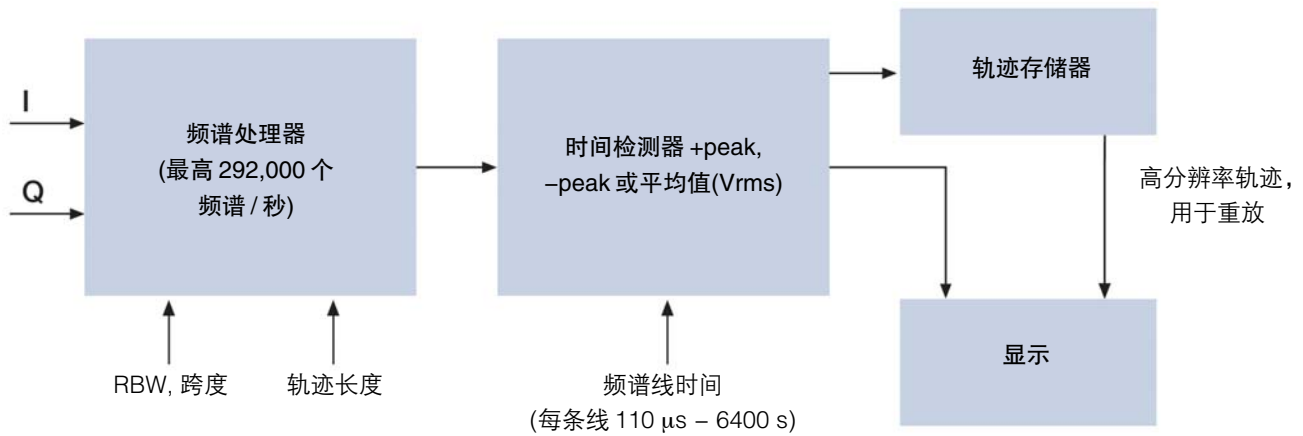 I
Q
频谱处理器
(最高 292,000 个
频谱 / 秒)
RBW, 跨度
轨迹长度
时间检测器 +peak,
–peak 或平均值(Vrms)
频谱线时间
(每条线 110 μs – 6400 s)
轨迹存储器
高分辨率轨迹，
用于重放
显示